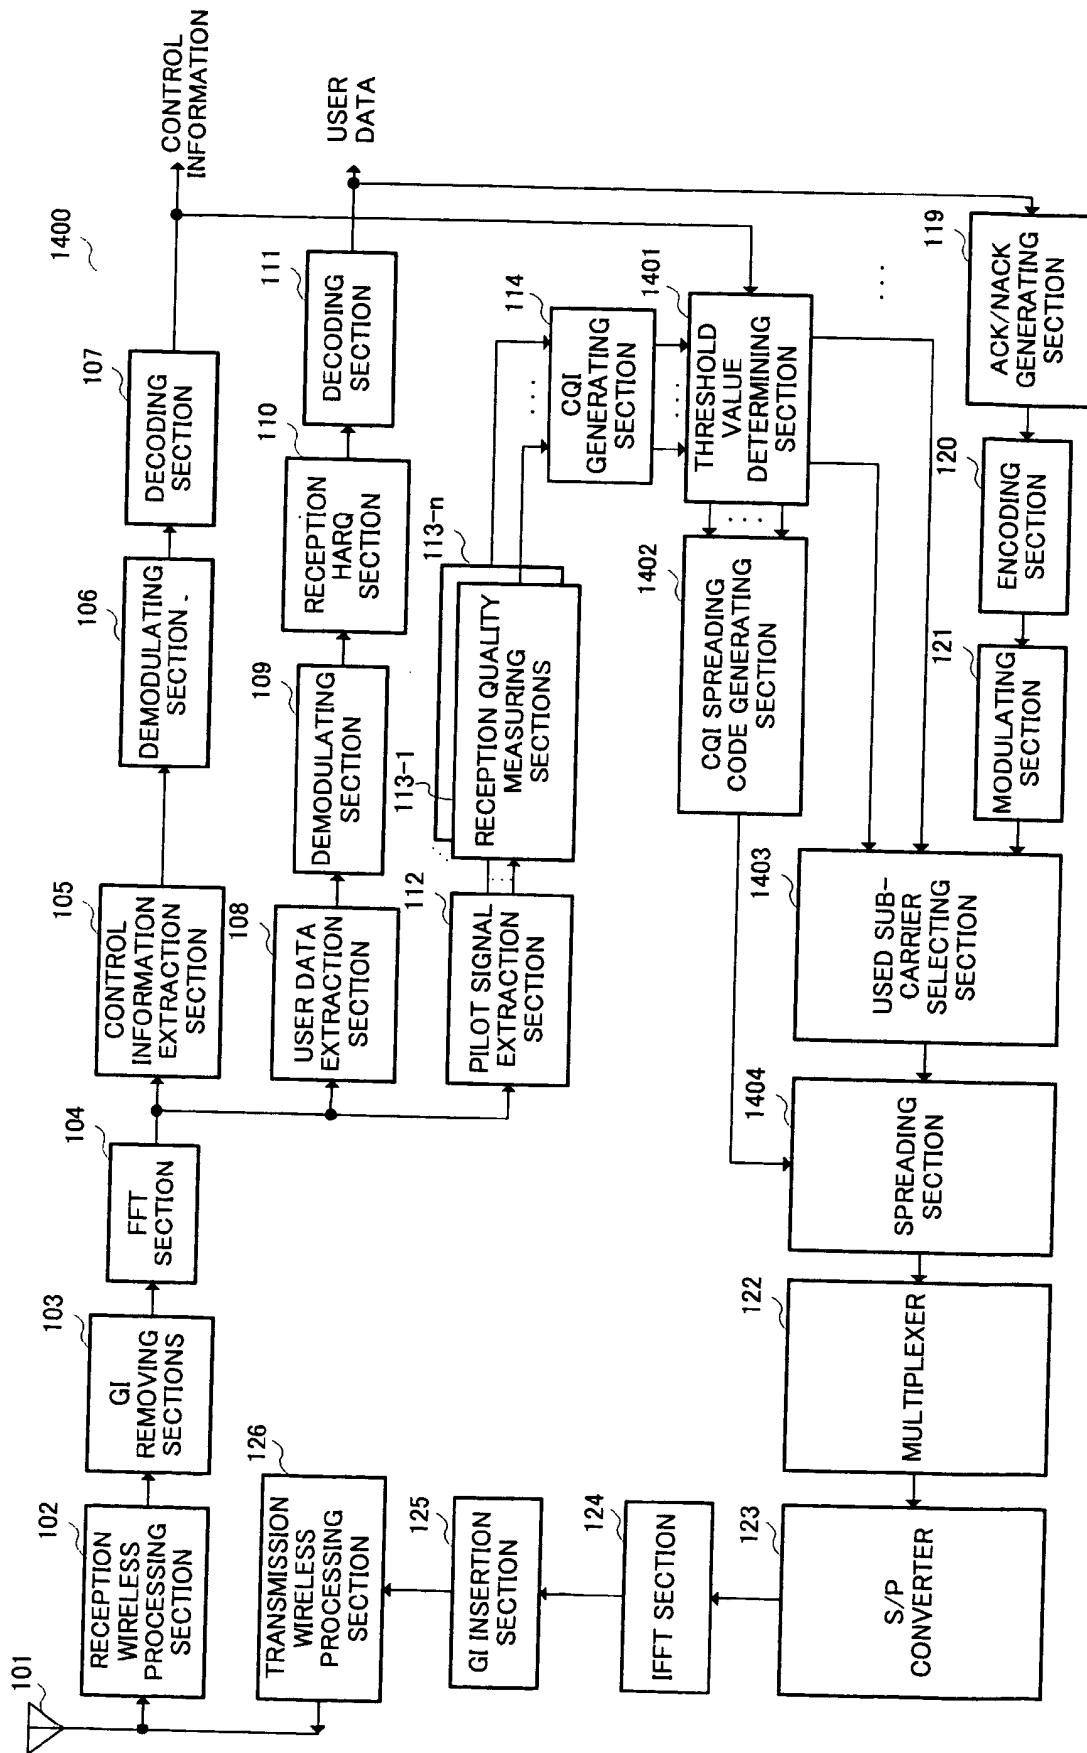 1400
101
102
RECEPTION
WIRELESS
PROCESSING
SECTION
103
GI
REMOVING
SECTIONS
104
FFT
SECTION
105
CONTROL
INFORMATION
EXTRACTION
SECTION
106
DEMODULATING
SECTION
107
DECODING
SECTION
CONTROL
INFORMATION
108
USER DATA
EXTRACTION
SECTION
109
DEMODULATING
SECTION
110
RECEPTION
HARQ
SECTION
111
DECODING
SECTION
USER
DATA
112
PILOT SIGNAL
EXTRACTION
SECTION
113-1
113-n
RECEPTION QUALITY
MEASURING
SECTIONS
114
CQI
GENERATING
SECTION
1401
THRESHOLD
VALUE
DETERMINING
SECTION
1402
CQI SPREADING
CODE GENERATING
SECTION
119
ACK/NACK
GENERATING
SECTION
120
ENCODING
SECTION
121
MODULATING
SECTION
1403
USED SUB-
CARRIER
SELECTING
SECTION
1404
SPREADING
SECTION
122
MULTIPLEXER
123
S/P
CONVERTER
124
IFFT SECTION
125
GI INSERTION
SECTION
126
TRANSMISSION
WIRELESS
PROCESSING
SECTION